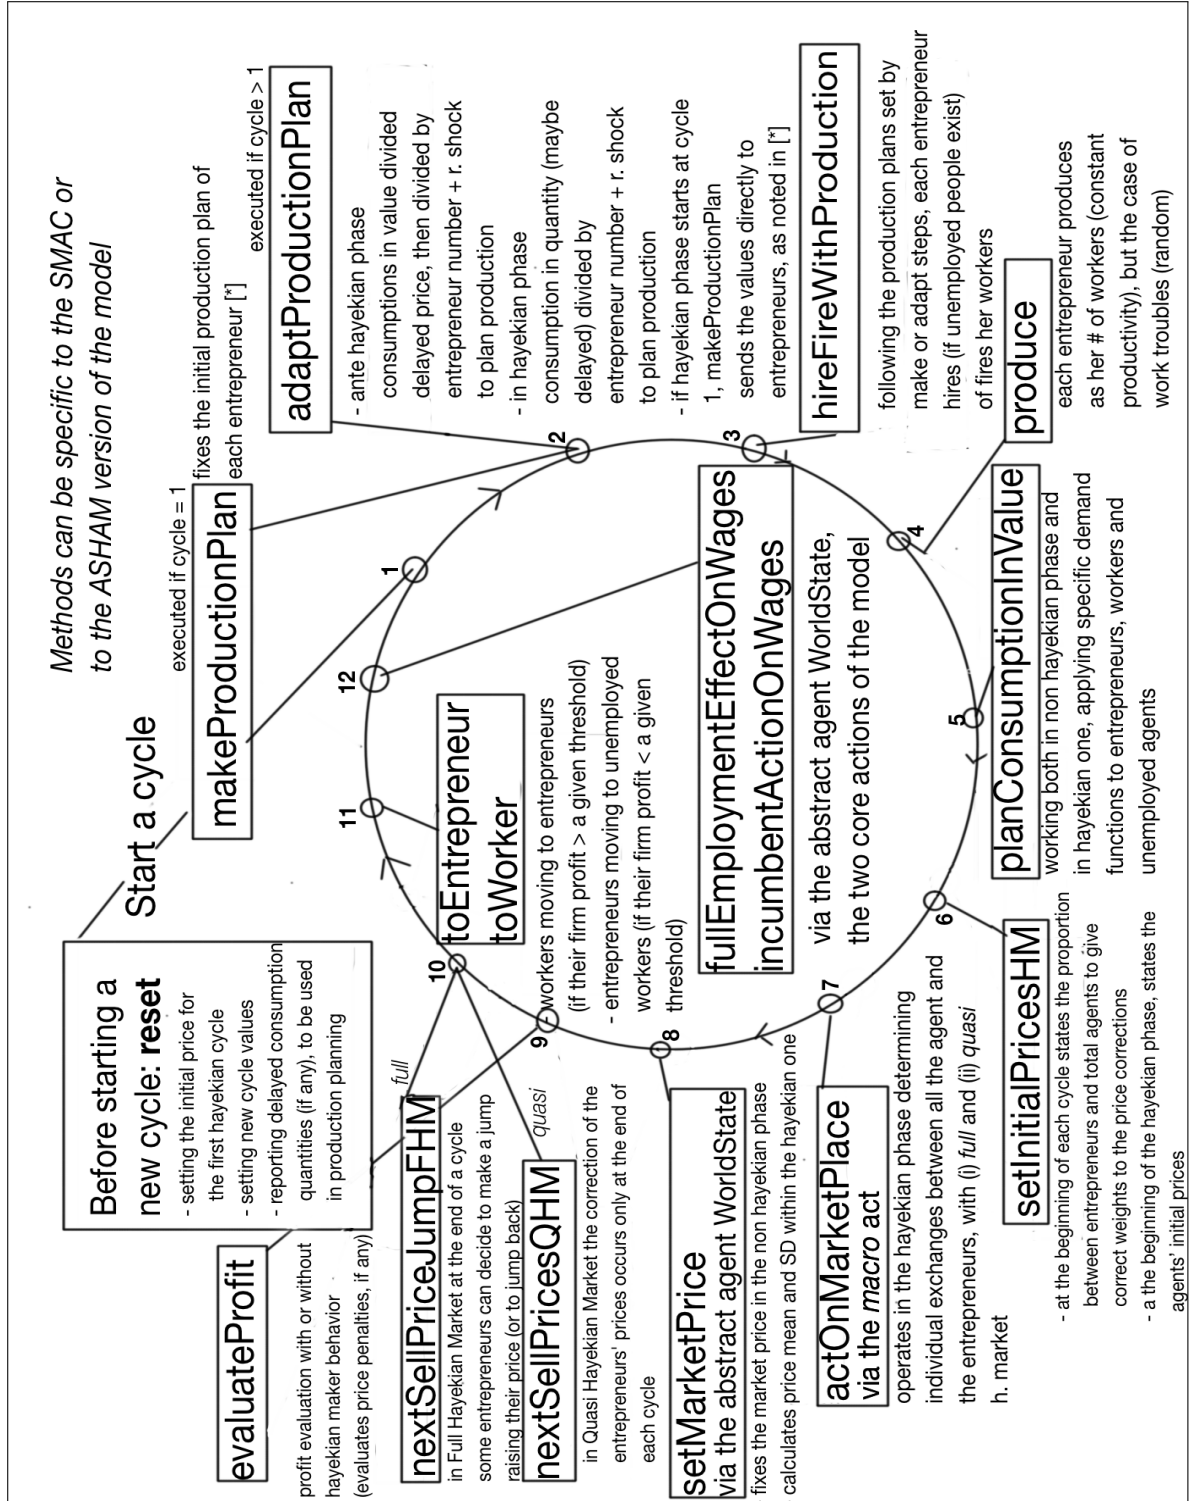 Methods can be specific to the SMAC or
to the ASHAM version of the model
Start a cycle
Before starting a
new cycle: reset
- setting the initial price for
the first hayekian cycle
- setting new cycle values
- reporting delayed consumption
quantities (if any), to be used
in production planning
executed if cycle = 1
makeProductionPlan
fixes the initial production plan of
each entrepreneur [*]
executed if cycle > 1
adaptProductionPlan
- ante hayekian phase
consumptions in value divided
delayed price, then divided by
entrepreneur number + r. shock
to plan production
- in hayekian phase
consumption in quantity (maybe
delayed) divided by
entrepreneur number + r. shock
to plan production
- if hayekian phase starts at cycle
1, makeProductionPlan
sends the values directly to
entrepreneurs, as noted in [*]
hireFireWithProduction
following the production plans set by
make or adapt steps, each entrepreneur
hires (if unemployed people exist)
of fires her workers
produce
each entrepreneur produces
as her # of workers (constant
productivity), but the case of
work troubles (random)
planConsumptionInValue
working both in non hayekian phase and
in hayekian one, applying specific demand
functions to entrepreneurs, workers and
unemployed agents
setInitialPricesHM
- at the beginning of each cycle states the proportion
between entrepreneurs and total agents to give
correct weights to the price corrections
- a the beginning of the hayekian phase, states the
agents' initial prices
actOnMarketPlace
via the macro act
operates in the hayekian phase determining
individual exchanges between all the agent and
the entrepreneurs, with (i) full and (ii) quasi
h. market
setMarketPrice
via the abstract agent WorldState
fixes the market price in the non hayekian phase
calculates price mean and SD within the hayekian one
evaluateProfit
profit evaluation with or without
hayekian maker behavior
(evaluates price penalties, if any)
nextSellPriceJumpFHM
full
in Full Hayekian Market at the end of a cycle
some entrepreneurs can decide to make a jump
raising their price (or to jump back)
nextSellPricesQHM
quasi
in Quasi Hayekian Market the correction of the
entrepreneurs' prices occurs only at the end of
each cycle
toEntrepreneur
toWorker
- workers moving to entrepreneurs
(if their firm profit > a given threshold)
- entrepreneurs moving to unemployed
workers (if their firm profit < a given
threshold)
fullEmploymentEffectOnWages
incumbentActionOnWages
via the abstract agent WorldState,
the two core actions of the model
1
2
3
4
5
6
7
8
9
10
11
12